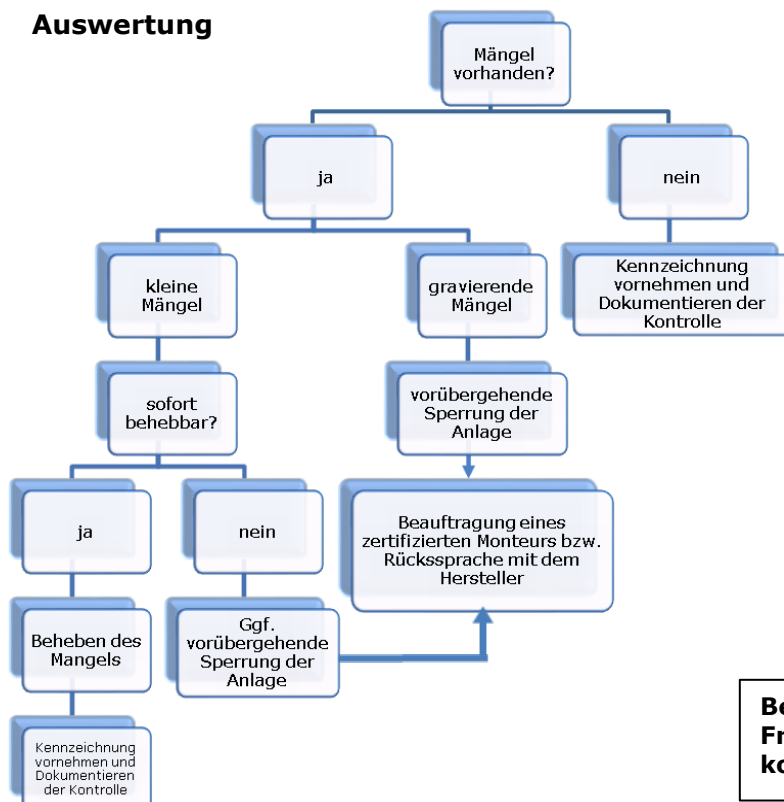 Auswertung
Mängel
vorhanden?
ja
nein
kleine
Mängel
gravierende
Mängel
Kennzeichnung
vornehmen und
Dokumentieren der
Kontrolle
sofort
behebbar?
vorübergehende
Sperrung der
Anlage
ja
nein
Beauftragung eines
zertifizierten Monteurs bzw.
Rückssprache mit dem
Hersteller
Beheben des
Mangels
Ggf.
vorübergehende
Sperrung der
Anlage
Kennzeichnung
vornehmen und
Dokumentieren
der Kontrolle